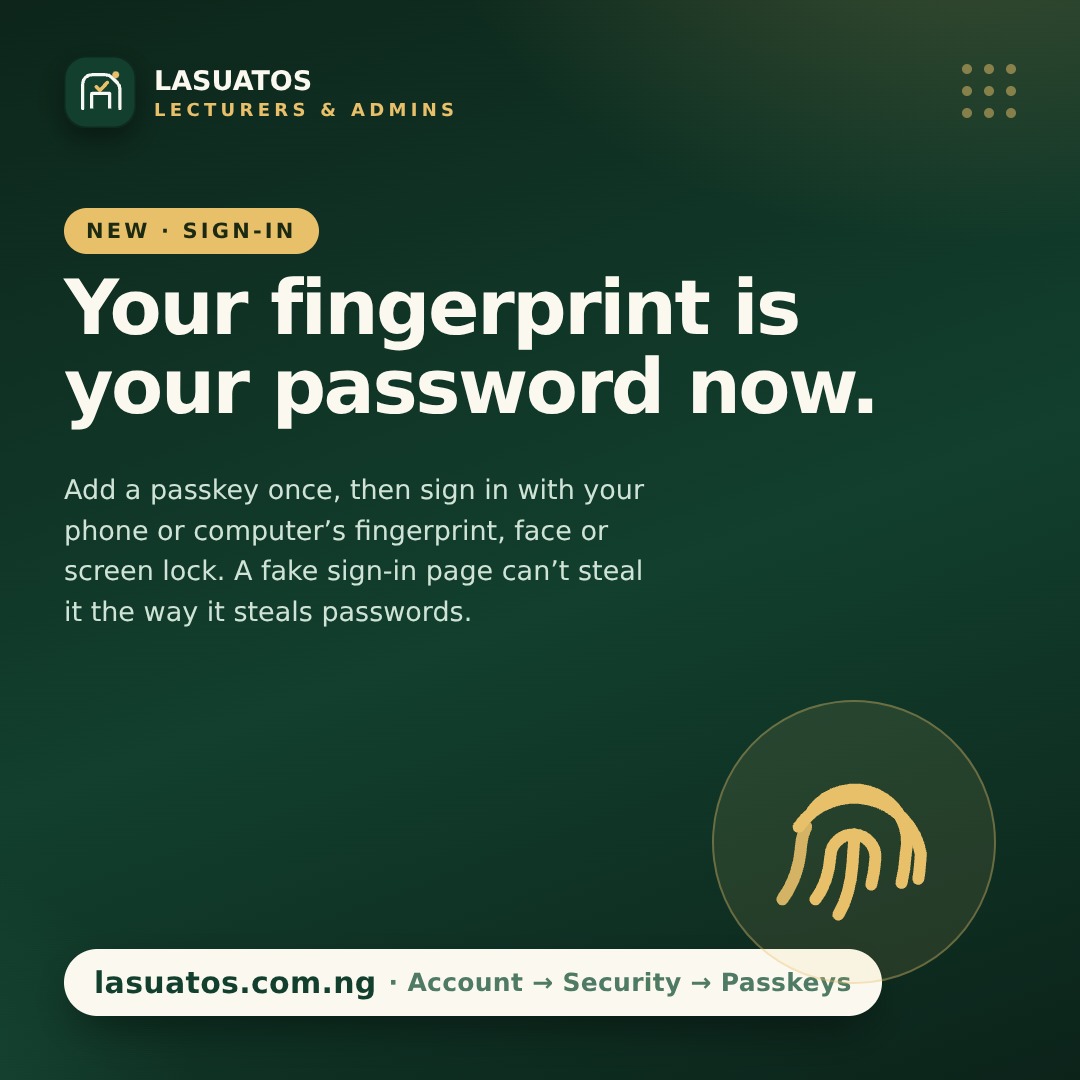 LASUATOS
LECTURERS & ADMINS
NEW · SIGN-IN
Your fingerprint is
your password now.
Add a passkey once, then sign in with your
phone or computer’s fingerprint, face or
screen lock. A fake sign-in page can’t steal
it the way it steals passwords.
lasuatos.com.ng · Account → Security → Passkeys